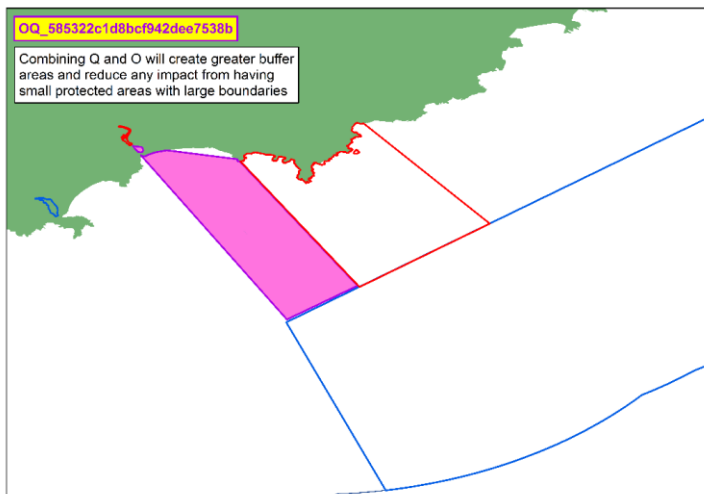 OQ_585322c1d8bcf942dee7538b
Combining Q and O will create greater buffer
areas and reduce any impact from having
small protected areas with large boundaries